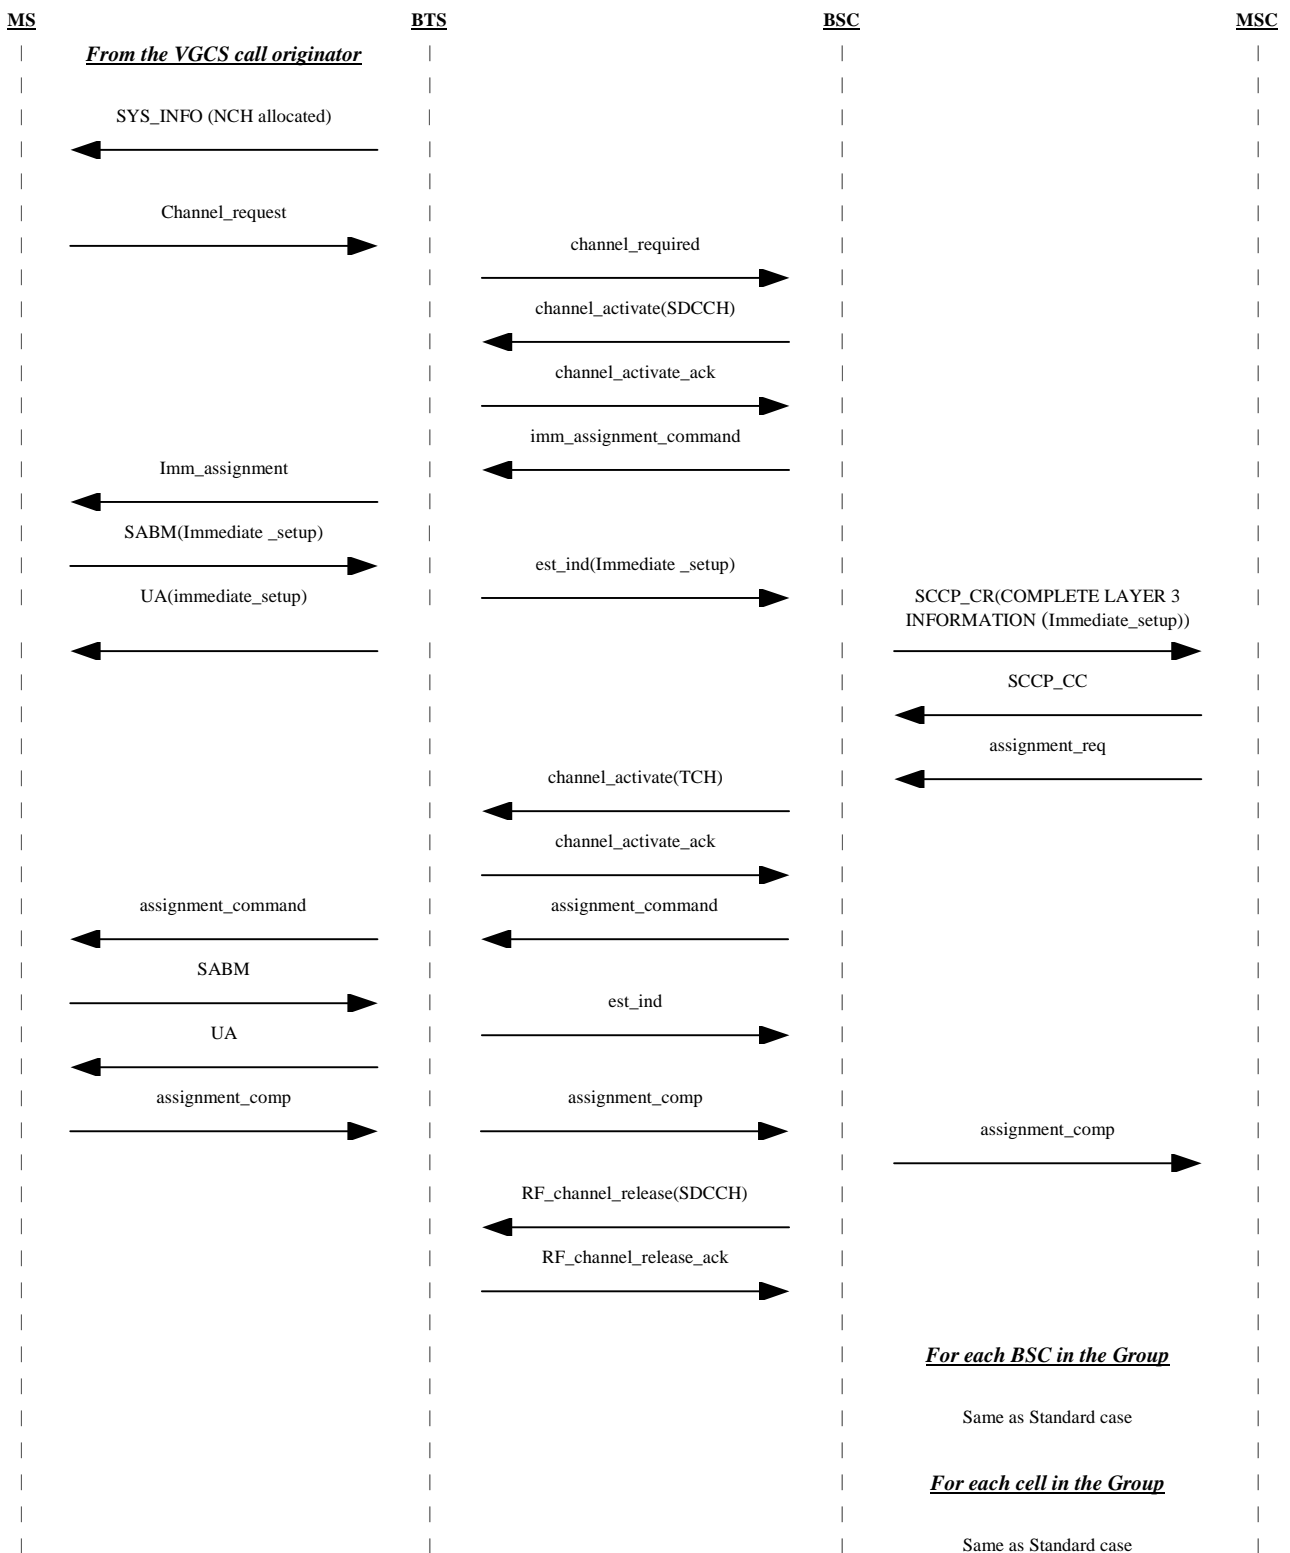 MS BTS BSC MSC
From the VGCS call originator
SYS_INFO (NCH allocated)
Channel_request
channel_required
channel_activate(SDCCH)
channel_activate_ack
imm_assignment_command
Imm_assignment
SABM(Immediate _setup)
est_ind(Immediate _setup)
UA(immediate_setup)
SCCP_CR(COMPLETE LAYER 3
INFORMATION (Immediate_setup))
SCCP_CC
assignment_req
channel_activate(TCH)
channel_activate_ack
assignment_command assignment_command
SABM
est_ind
UA
assignment_comp assignment_comp
assignment_comp
RF_channel_release(SDCCH)
RF_channel_release_ack
For each BSC in the Group
Same as Standard case
For each cell in the Group
Same as Standard case